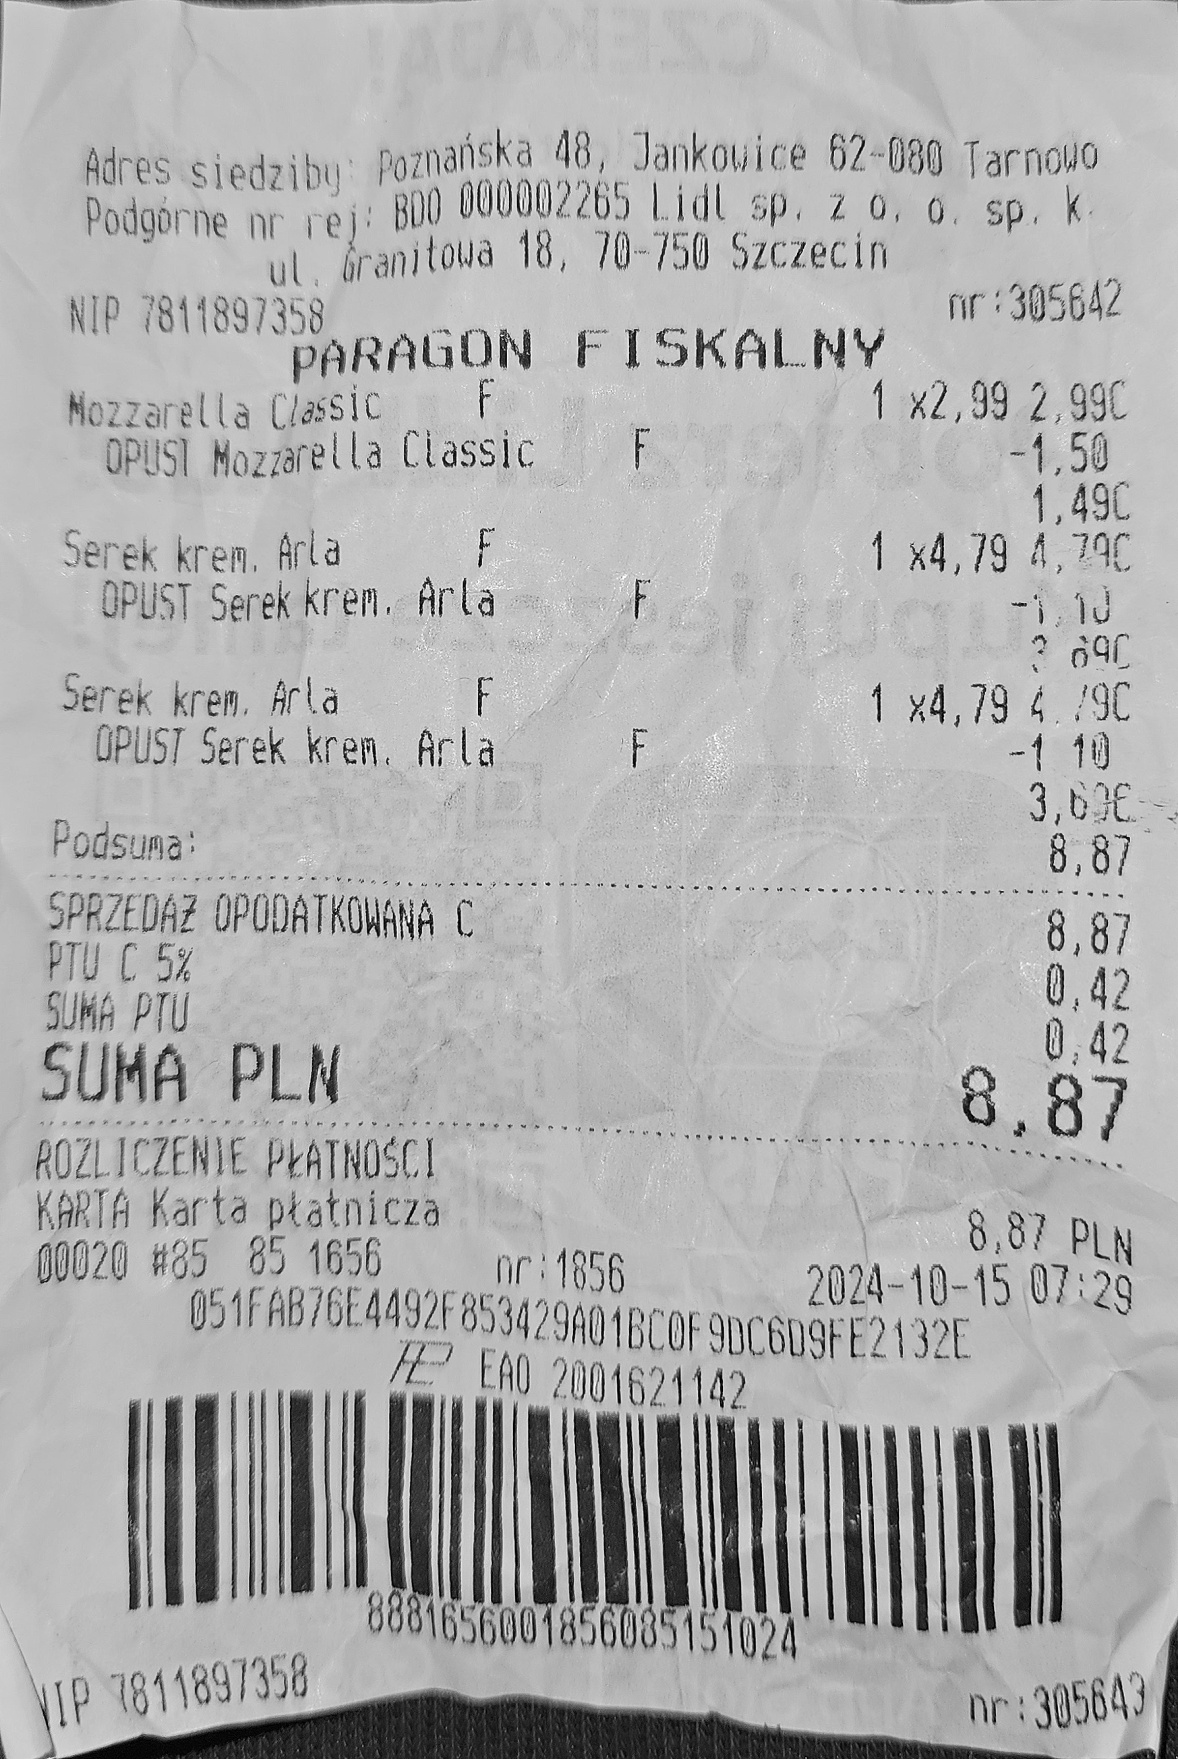 Adres siedziby: Poznańska 48, Jankowice 62-080 Tarnowo
Podgórne nr rej: BDO 000002265 Lidl sp. z o. o. sp. k.
ul. Granitowa 18, 70-750 Szczecin
NIP 7811897358 nr:305642
PARAGON FISKALNY
Mozzarella Classic F 1 x2,99 2,99C
OPUST Mozzarella Classic F -1,50
1,49C
Serek krem. Arla F 1 x4,79 4,79C
OPUST Serek krem. Arla F -1,10
3,69C
Serek krem. Arla F 1 x4,79 4,79C
OPUST Serek krem. Arla F -1,10
3,69C
Podsuma: 8,87
SPRZEDAŻ OPODATKOWANA C 8,87
PTU C 5% 0,42
SUMA PTU 0,42
SUMA PLN 8,87
ROZLICZENIE PŁATNOŚCI
KARTA Karta płatnicza 8,87 PLN
00020 #85 85 1656 nr:1856 2024-10-15 07:29
051FAB76E4492F853429A01BC0F9DC6D9FE2132E
EAO 2001621142
8881656001856085151024
NIP 7811897358 nr:305643